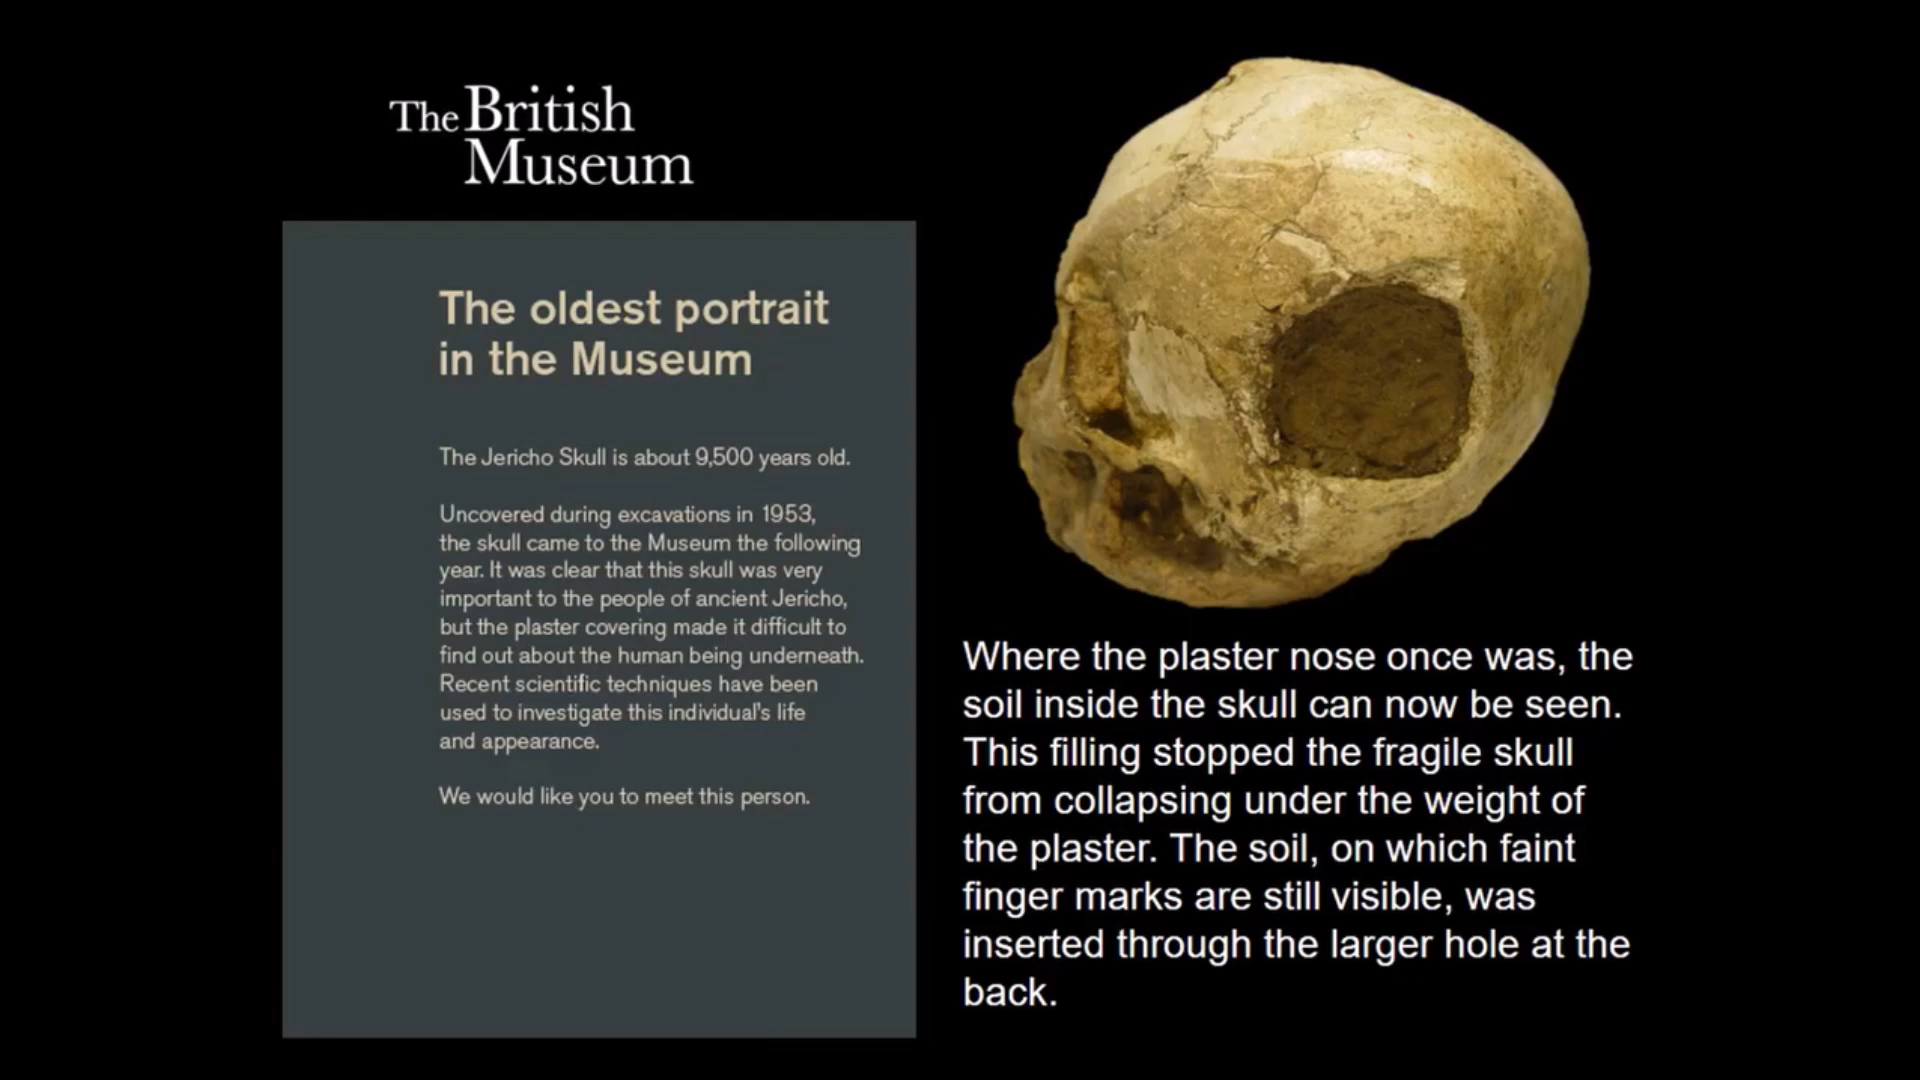 The British
Museum
The oldest portrait
in the Museum
The Jericho Skull is about 9,500 years old.
Uncovered during excavations in 1953,
the skull came to the Museum the following
year. It was clear that this skull was very
important to the people of ancient Jericho,
but the plaster covering made it difficult to
find out about the human being underneath.
Recent scientific techniques have been
used to investigate this individual's life
and appearance.
We would like you to meet this person.
Where the plaster nose once was, the
soil inside the skull can now be seen.
This filling stopped the fragile skull
from collapsing under the weight of
the plaster. The soil, on which faint
finger marks are still visible, was
inserted through the larger hole at the
back.